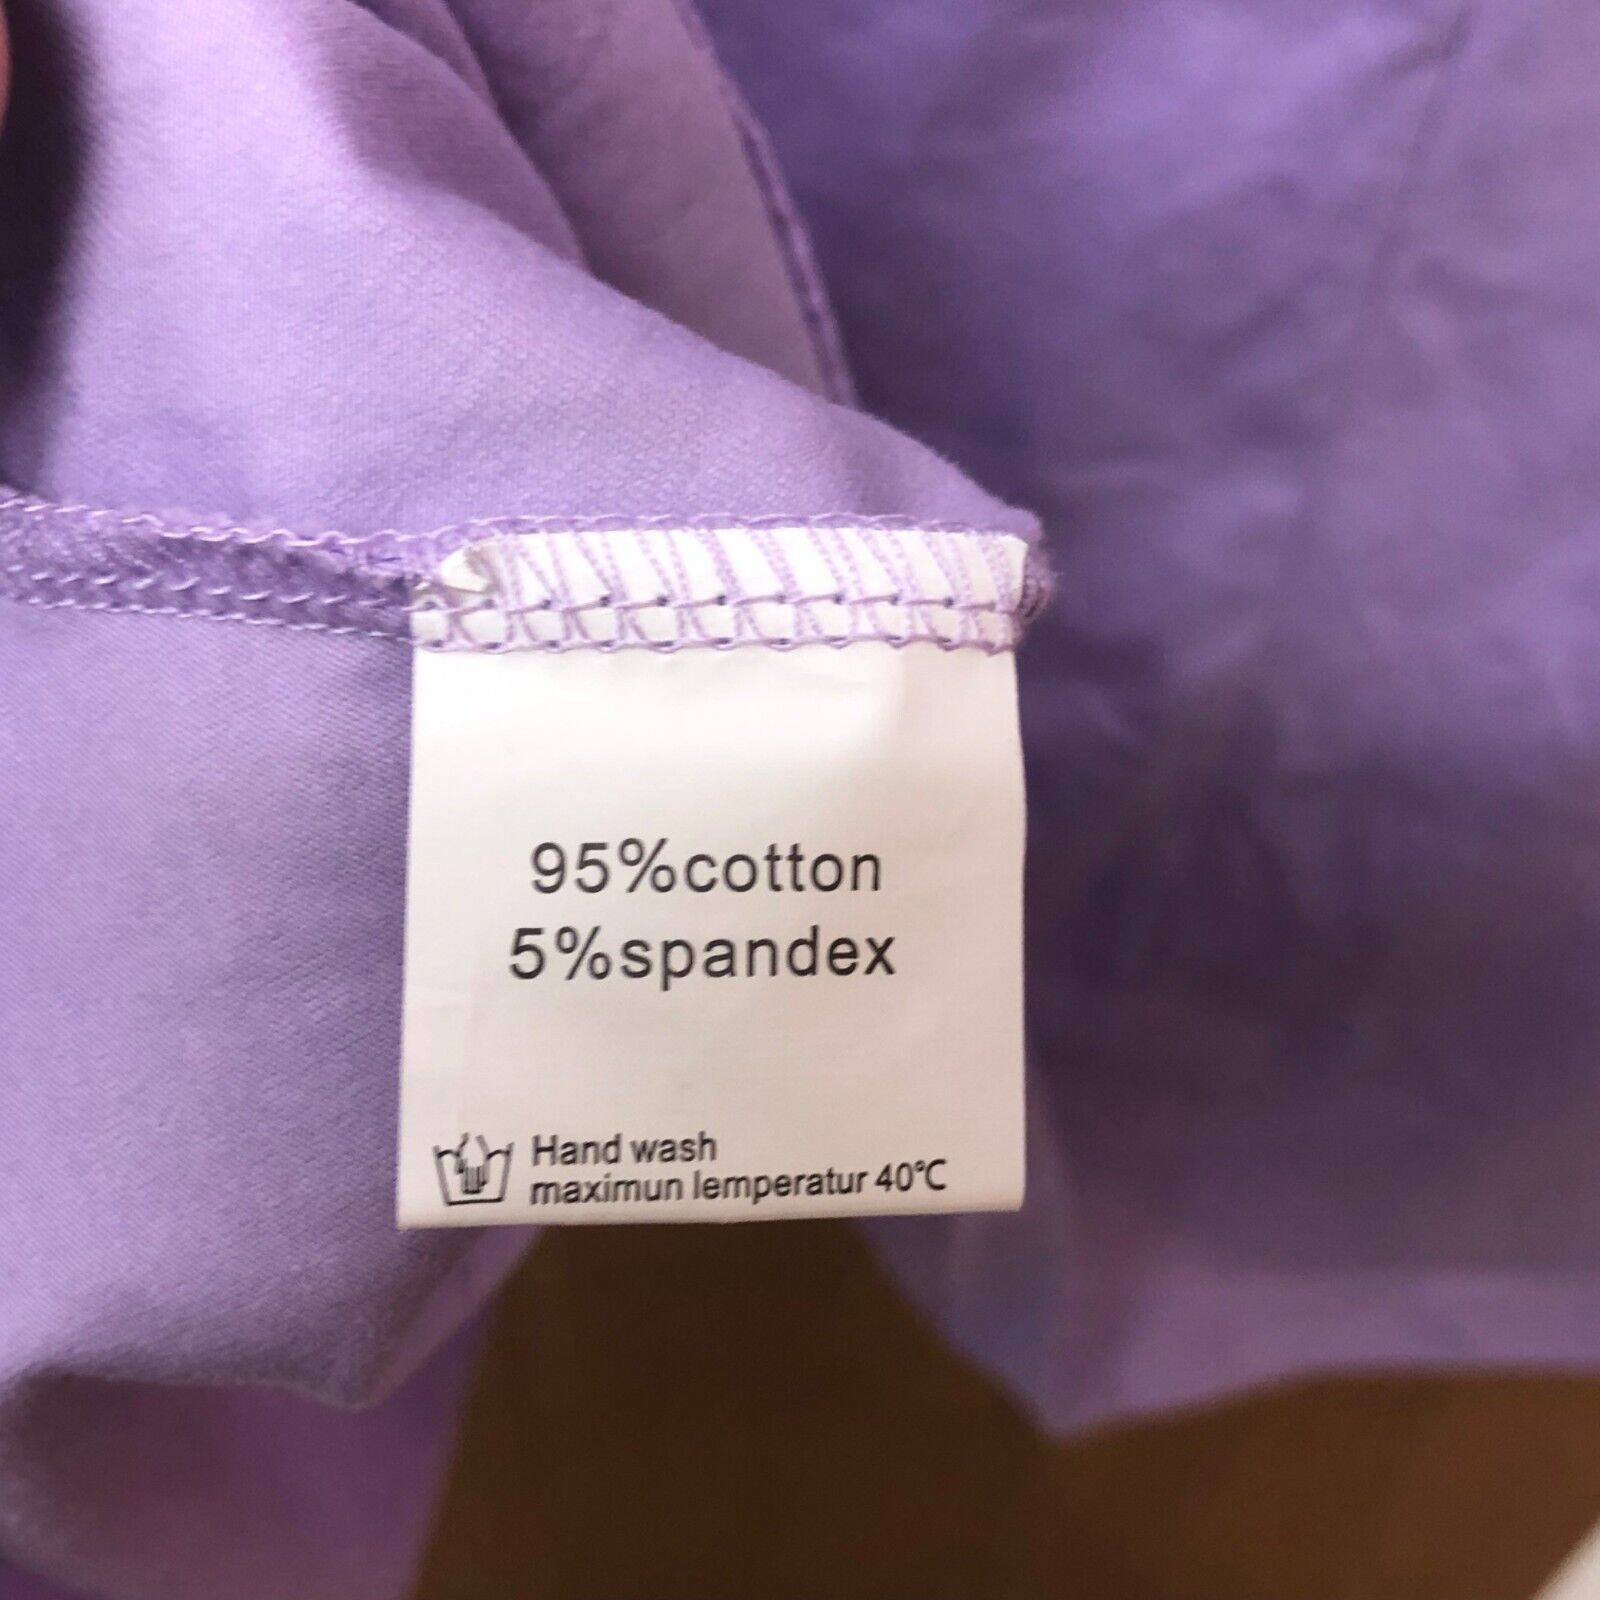 95%cotton
5%spandex
Hand wash
maximun lemperatur 40℃